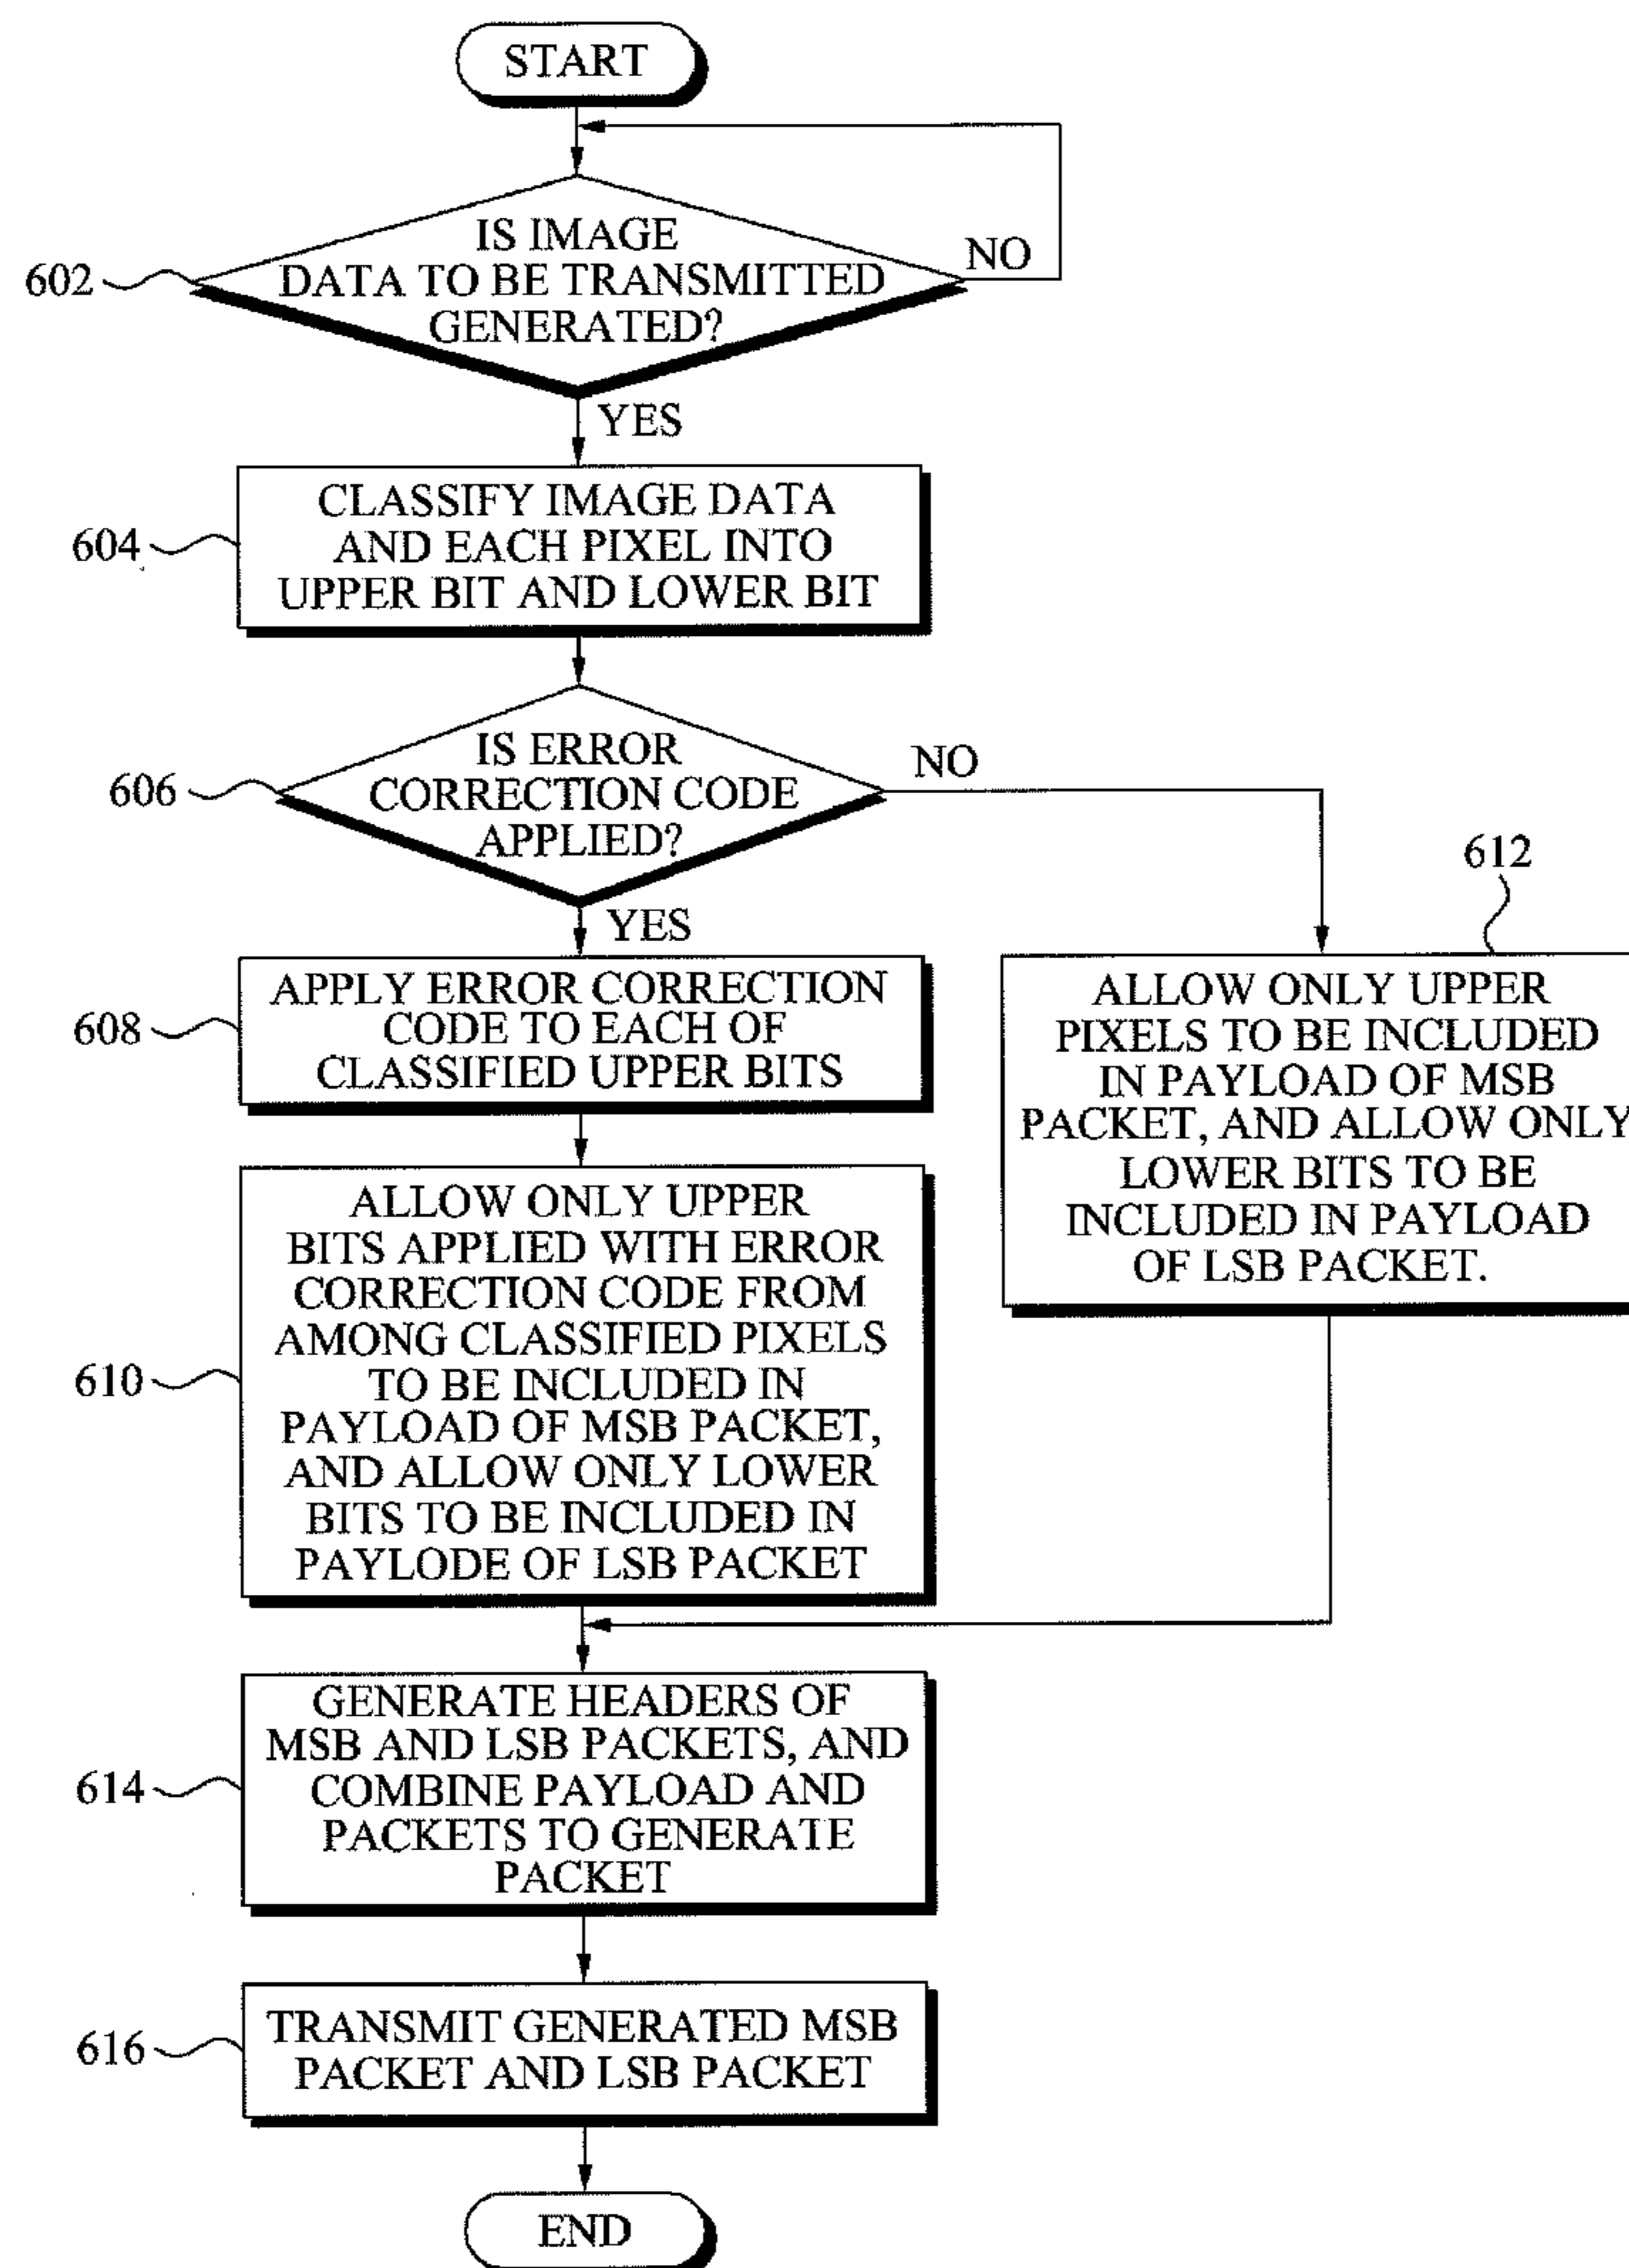 START
IS IMAGE
DATA TO BE TRANSMITTED
GENERATED?
NO
602
YES
CLASSIFY IMAGE DATA
AND EACH PIXEL INTO
UPPER BIT AND LOWER BIT
604
IS ERROR
CORRECTION CODE
APPLIED?
NO
606
YES
612
APPLY ERROR CORRECTION
CODE TO EACH OF
CLASSIFIED UPPER BITS
608
ALLOW ONLY UPPER
PIXELS TO BE INCLUDED
IN PAYLOAD OF MSB
PACKET, AND ALLOW ONLY
LOWER BITS TO BE
INCLUDED IN PAYLOAD
OF LSB PACKET.
ALLOW ONLY UPPER
BITS APPLIED WITH ERROR
CORRECTION CODE FROM
AMONG CLASSIFIED PIXELS
TO BE INCLUDED IN
PAYLOAD OF MSB PACKET,
AND ALLOW ONLY LOWER
BITS TO BE INCLUDED IN
PAYLODE OF LSB PACKET
610
GENERATE HEADERS OF
MSB AND LSB PACKETS, AND
COMBINE PAYLOAD AND
PACKETS TO GENERATE
PACKET
614
TRANSMIT GENERATED MSB
PACKET AND LSB PACKET
616
END